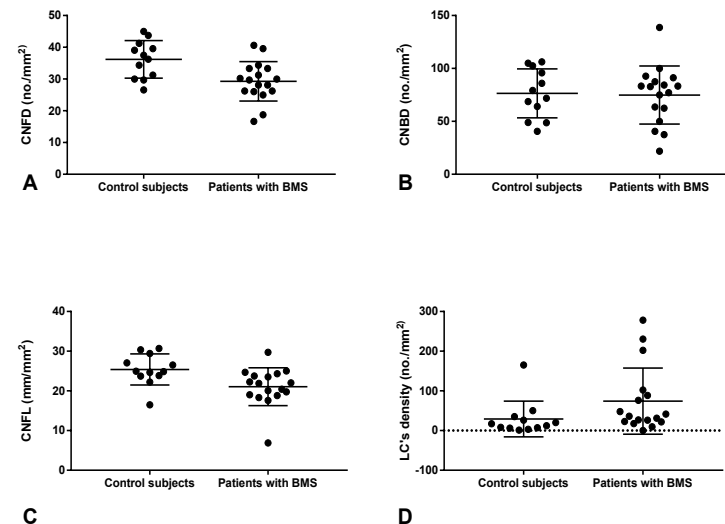 CNFD (no./mm²)
50
40
30
20
10
0
Control subjects
Patients with BMS
A
CNBD (no./mm²)
150
100
50
0
Control subjects
Patients with BMS
B
CNFL (mm/mm²)
40
30
20
10
0
Control subjects
Patients with BMS
C
LC's density (no./mm²)
300
200
100
0
-100
Control subjects
Patients with BMS
D